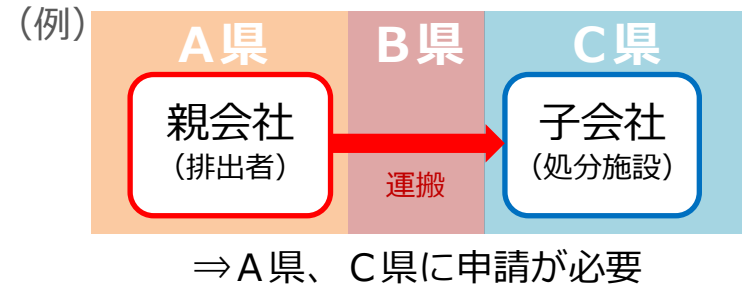 （例）
A県 B県 C県
親会社
（排出者）
運搬
子会社
（処分施設）
⇒A県、C県に申請が必要